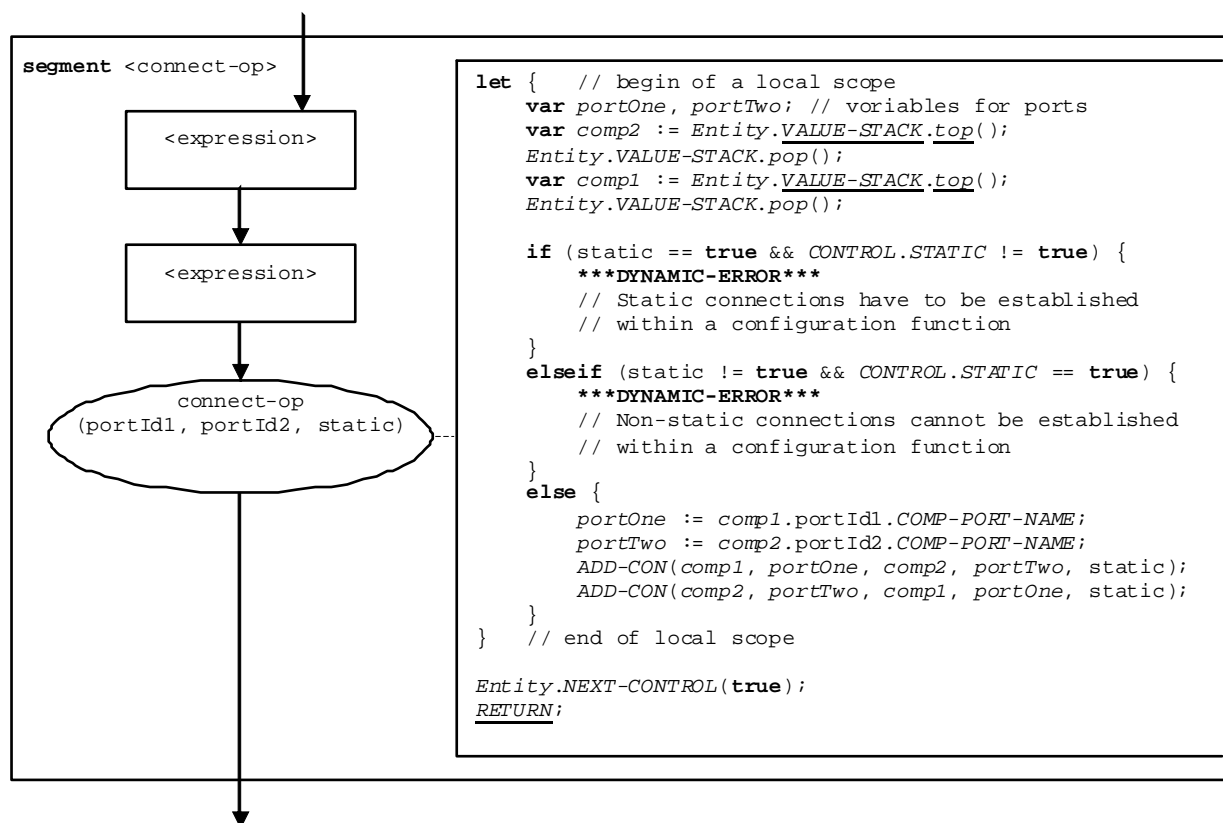 segment <connect-op>
<expression>
<expression>
connect-op
(portId1, portId2, static)
let {   // begin of a local scope
    var portOne, portTwo; // voriables for ports
    var comp2 := Entity.VALUE-STACK.top();
    Entity.VALUE-STACK.pop();
    var comp1 := Entity.VALUE-STACK.top();
    Entity.VALUE-STACK.pop();
    if (static == true && CONTROL.STATIC != true) {
        ***DYNAMIC-ERROR***
        // Static connections have to be established
        // within a configuration function
    }
    elseif (static != true && CONTROL.STATIC == true) {
        ***DYNAMIC-ERROR***
        // Non-static connections cannot be established
        // within a configuration function
    }
    else {
        portOne := comp1.portId1.COMP-PORT-NAME;
        portTwo := comp2.portId2.COMP-PORT-NAME;
        ADD-CON(comp1, portOne, comp2, portTwo, static);
        ADD-CON(comp2, portTwo, comp1, portOne, static);
    }
}   // end of local scope
Entity.NEXT-CONTROL(true);
RETURN;